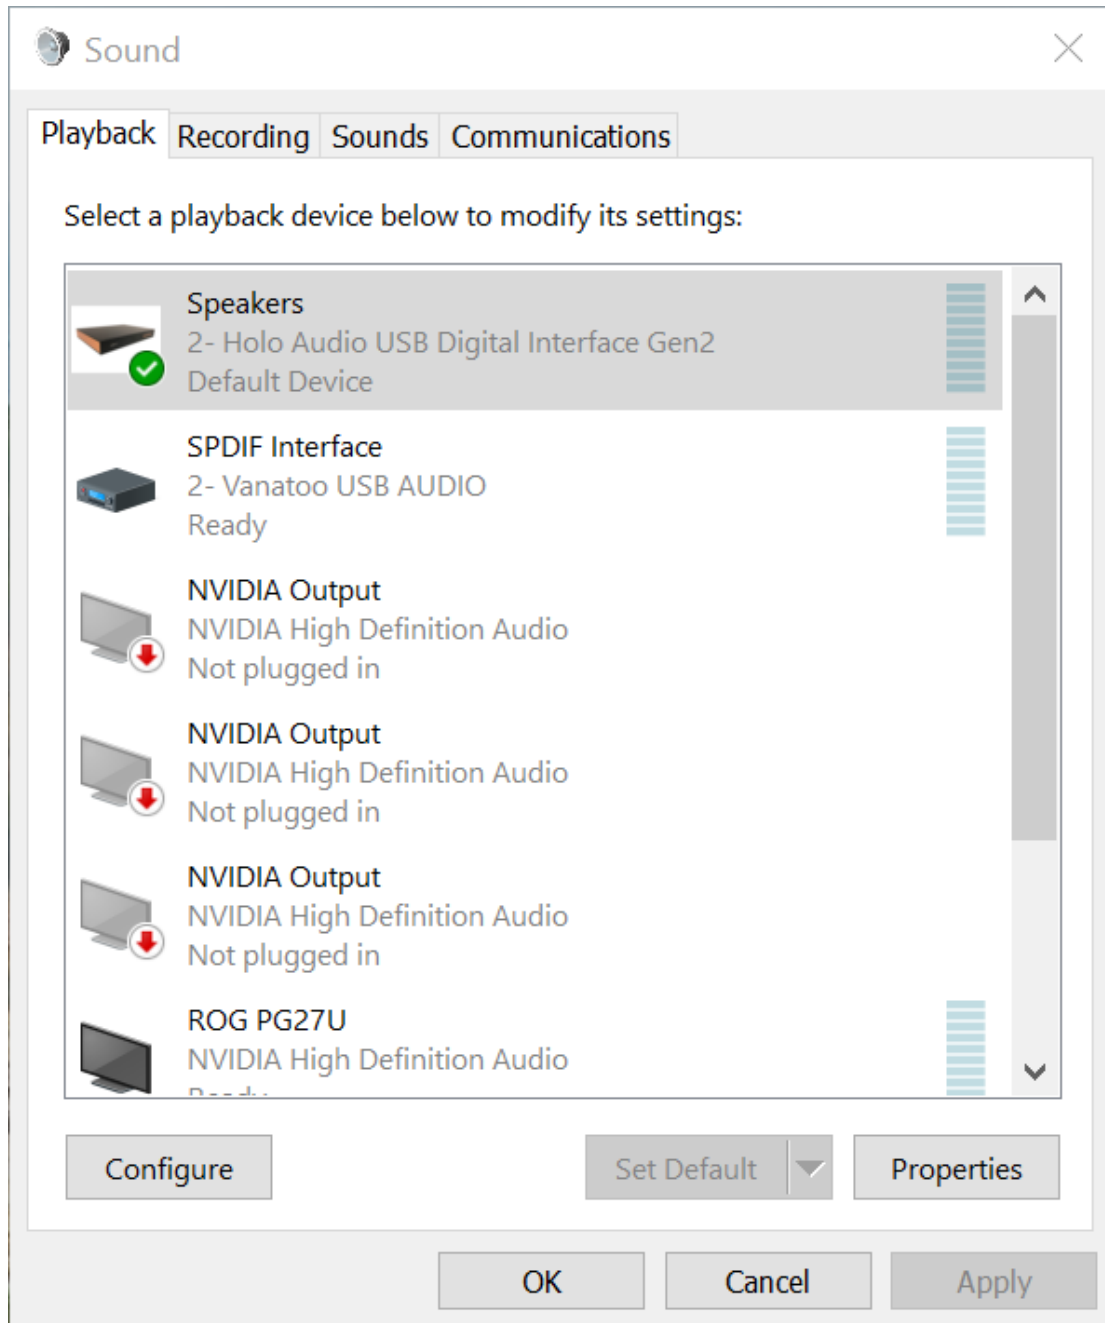 Sound
Playback Recording Sounds Communications
Select a playback device below to modify its settings:
Speakers
2- Holo Audio USB Digital Interface Gen2
Default Device
SPDIF Interface
2- Vanatoo USB AUDIO
Ready
NVIDIA Output
NVIDIA High Definition Audio
Not plugged in
NVIDIA Output
NVIDIA High Definition Audio
Not plugged in
NVIDIA Output
NVIDIA High Definition Audio
Not plugged in
ROG PG27U
NVIDIA High Definition Audio
Ready
Configure Set Default Properties
OK Cancel Apply